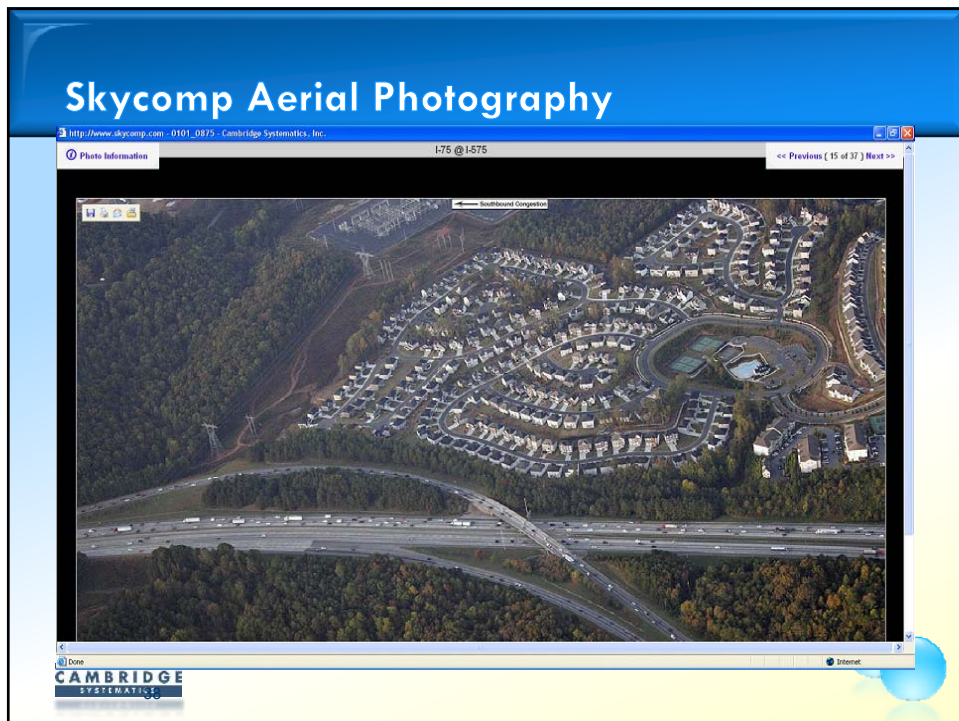 Skycomp Aerial Photography
http://www.skycomp.com - 0101_0875 - Cambridge Systematics, Inc.
Photo Information
I-75 @ I-575
<< Previous ( 15 of 37 ) Next >>
Southbound Congestion
Done
Internet
CAMBRIDGE
SYSTEMATICS
38